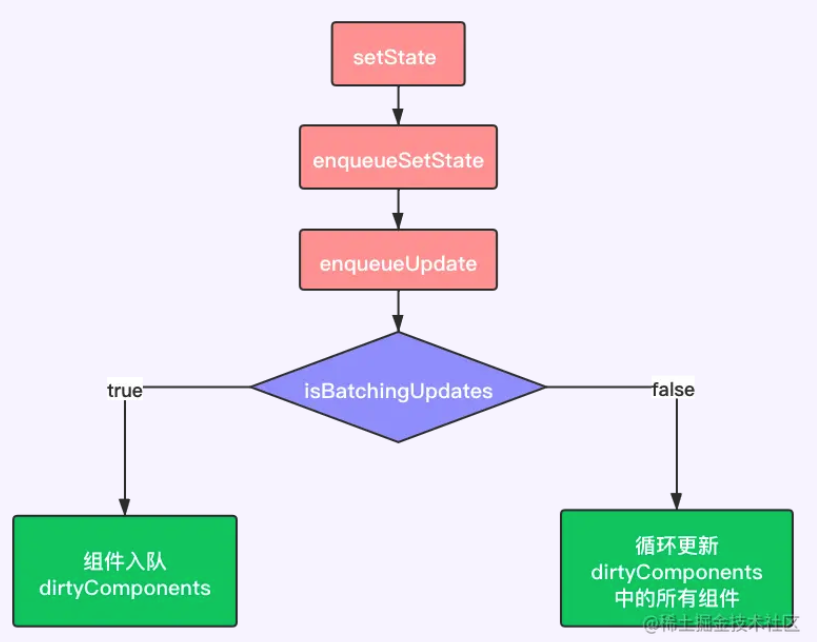 setState
enqueueSetState
enqueueUpdate
isBatchingUpdates
true
false
组件入队
dirtyComponents
循环更新
dirtyComponents
中的所有组件
@稀土掘金技术社区